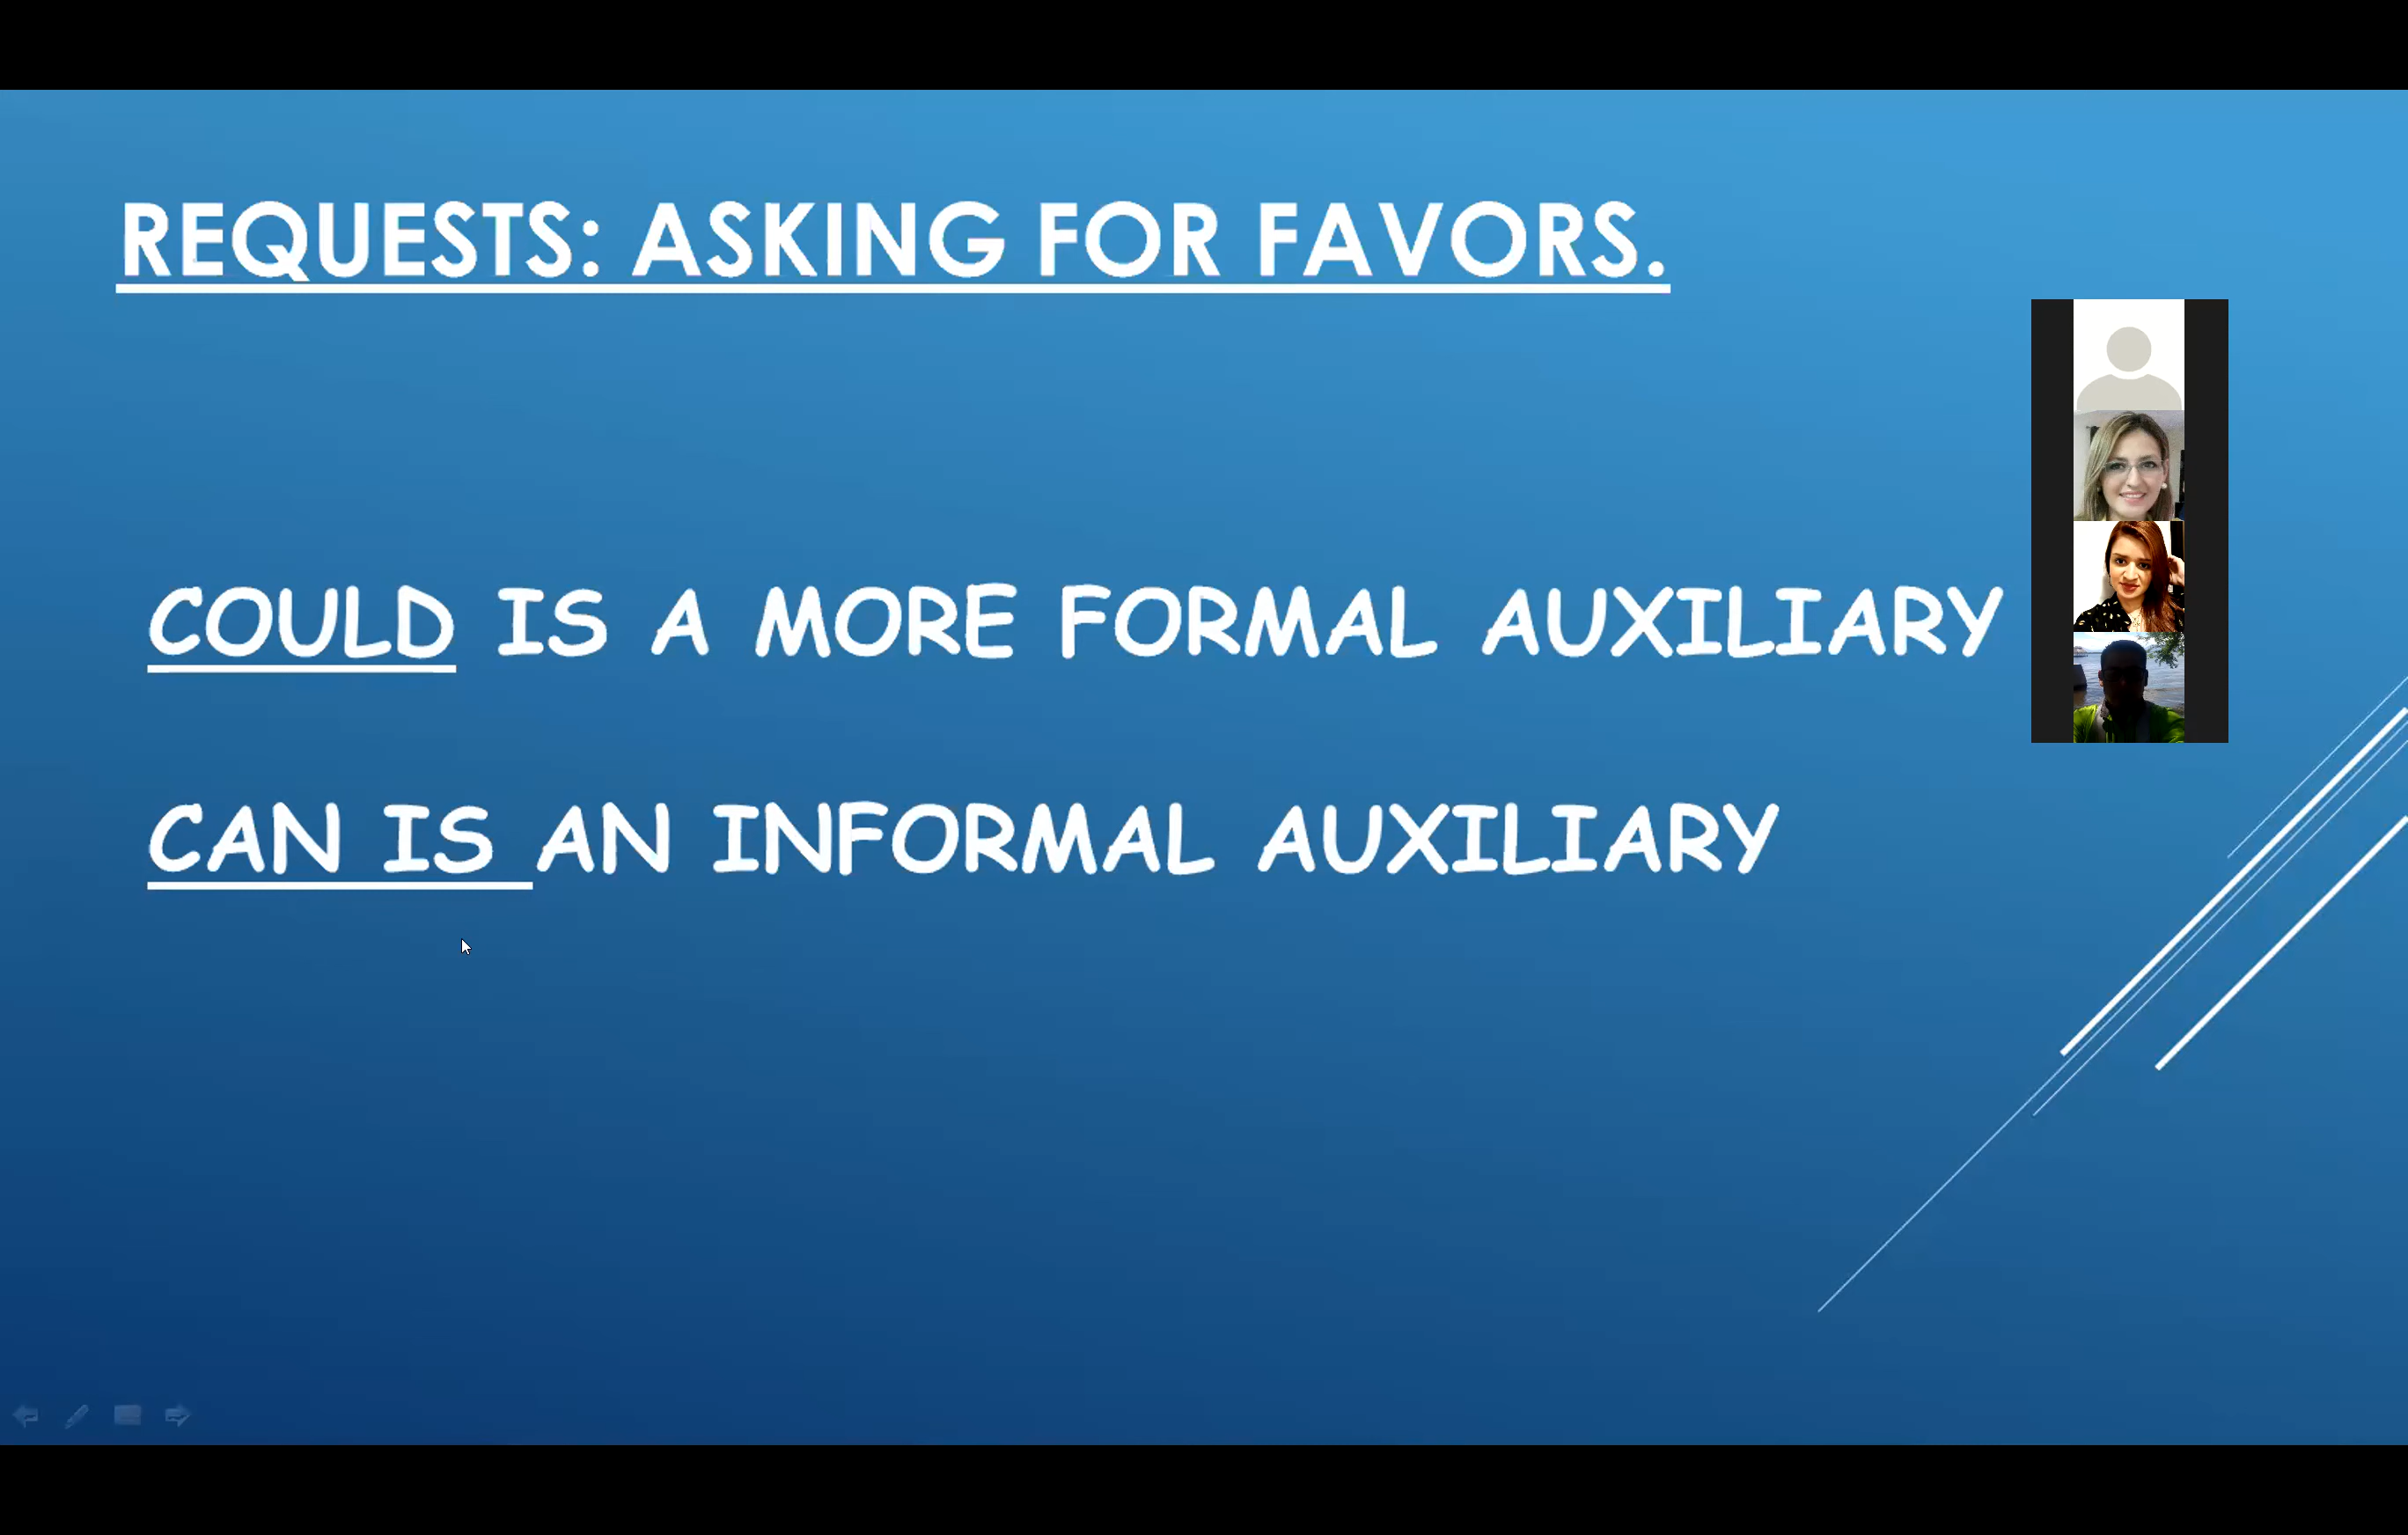 REQUESTS: ASKING FOR FAVORS.
COULD IS A MORE FORMAL AUXILIARY
CAN IS AN INFORMAL AUXILIARY